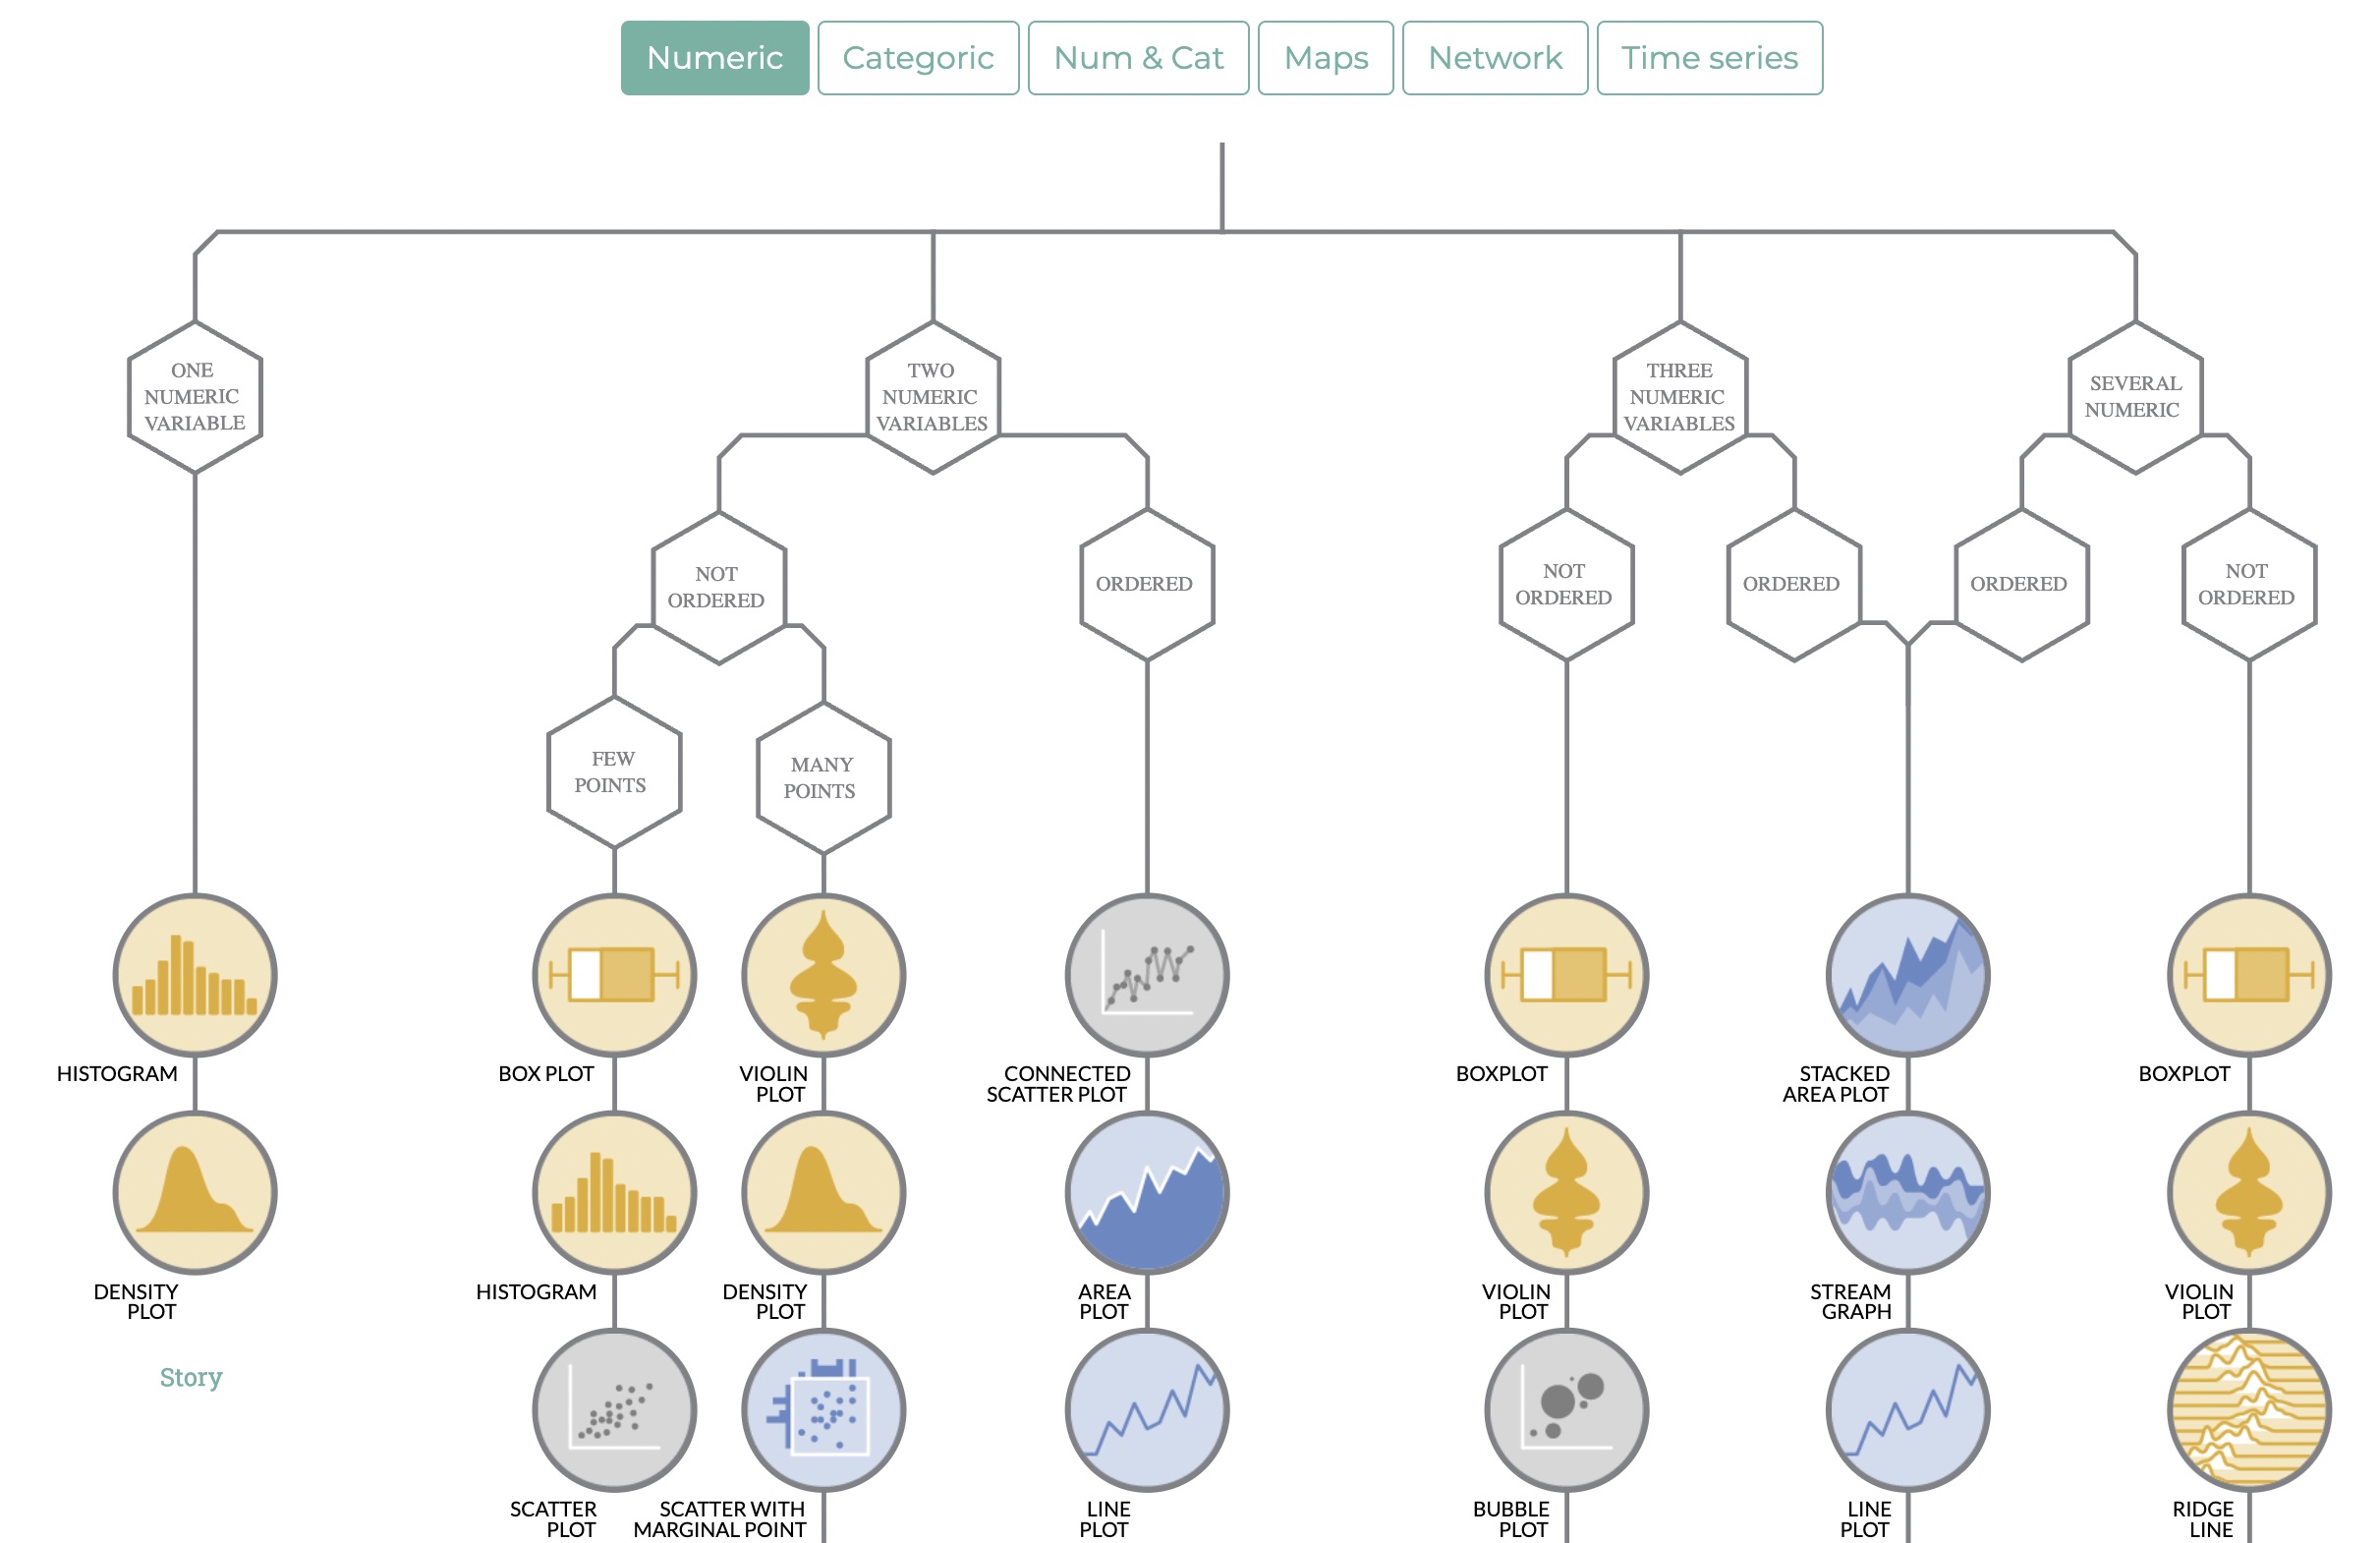 Numeric
Categoric
Num & Cat
Maps
Network
Time series
ONE
NUMERIC
VARIABLE
TWO
NUMERIC
VARIABLES
THREE
NUMERIC
VARIABLES
SEVERAL
NUMERIC
NOT
ORDERED
ORDERED
NOT
ORDERED
ORDERED
ORDERED
NOT
ORDERED
FEW
POINTS
MANY
POINTS
HISTOGRAM
BOX PLOT
VIOLIN
PLOT
CONNECTED
SCATTER PLOT
BOXPLOT
STACKED
AREA PLOT
BOXPLOT
DENSITY
PLOT
HISTOGRAM
DENSITY
PLOT
AREA
PLOT
VIOLIN
PLOT
STREAM
GRAPH
VIOLIN
PLOT
Story
SCATTER
PLOT
SCATTER WITH
MARGINAL POINT
LINE
PLOT
BUBBLE
PLOT
LINE
PLOT
RIDGE
LINE